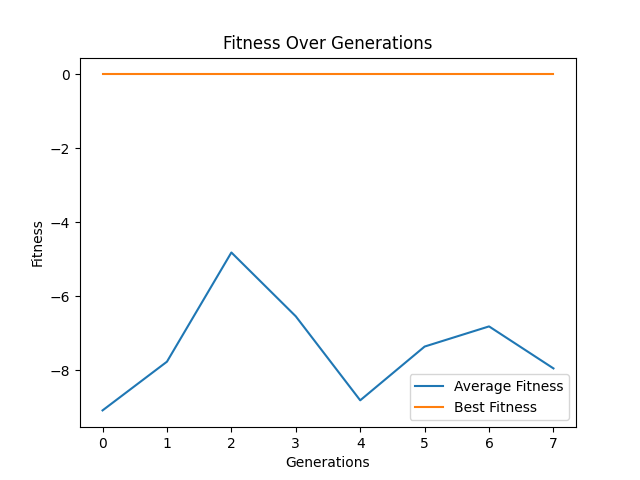 Fitness Over Generations
0
−2
−4
−6
−8
Fitness
0 1 2 3 4 5 6 7
Generations
Average Fitness
Best Fitness